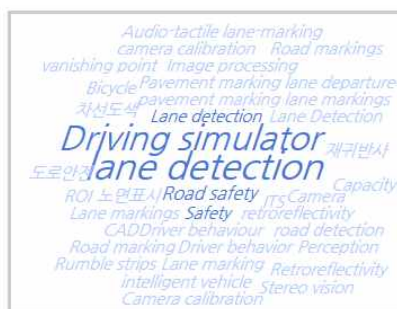 Audio-tactile lane-marking
camera calibration Road markings
vanishing point Image processing
Bicycle Pavement marking lane departure
차선도색 pavement marking lane markings
Lane detection Lane Detection
Driving simulator 재귀반사
도로안전 lane detection
ROI 노면표시 Road safety ITS Camera Capacity
Lane markings Safety retroreflectivity
CAD Driver behaviour road detection
Road marking Driver behavior Perception
Rumble strips Lane marking Retroreflectivity
intelligent vehicle Stereo vision
Camera calibration